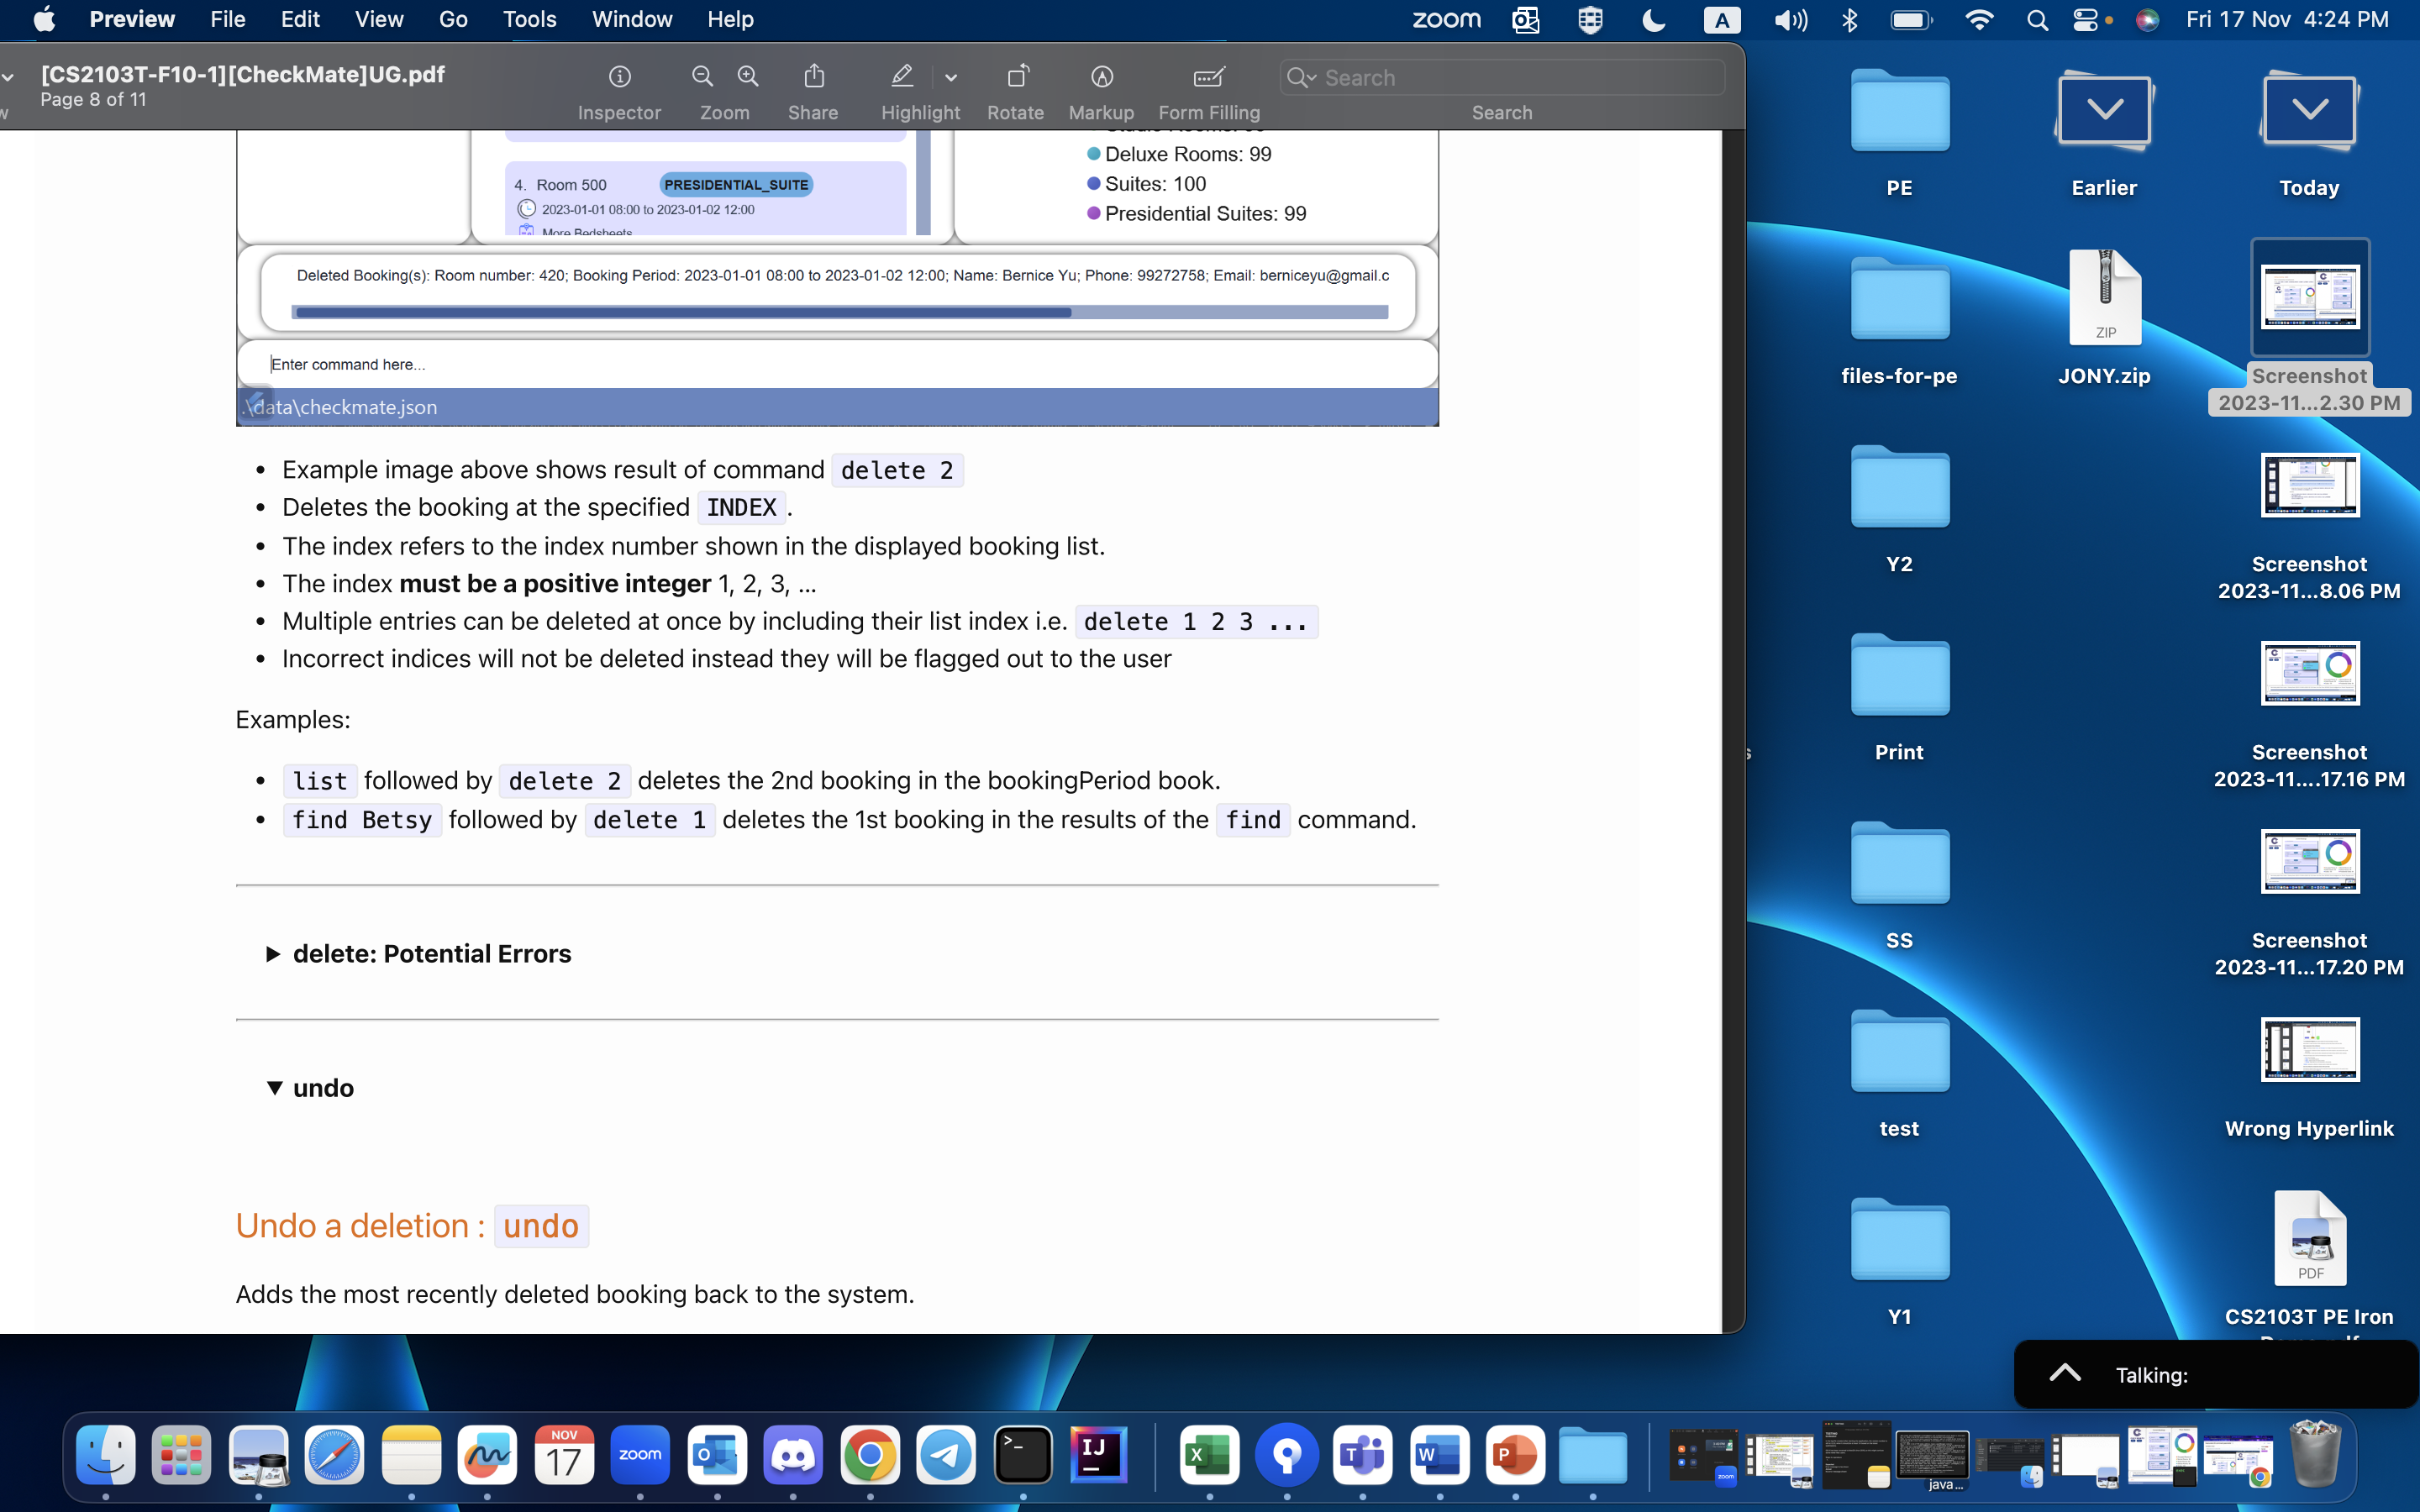 Preview File Edit View Go Tools Window Help
zoom A Fri 17 Nov 4:24 PM
[CS2103T-F10-1][CheckMate]UG.pdf
Page 8 of 11
Inspector Zoom Share Highlight Rotate Markup Form Filling Search
Search
Deluxe Rooms: 99
4. Room 500 PRESIDENTIAL_SUITE
Suites: 100
2023-01-01 08:00 to 2023-01-02 12:00
Presidential Suites: 99
More Bedsheets
Deleted Booking(s): Room number: 420; Booking Period: 2023-01-01 08:00 to 2023-01-02 12:00; Name: Bernice Yu; Phone: 99272758; Email: berniceyu@gmail.c
Enter command here...
.\data\checkmate.json
• Example image above shows result of command delete 2
• Deletes the booking at the specified INDEX .
• The index refers to the index number shown in the displayed booking list.
• The index must be a positive integer 1, 2, 3, …
• Multiple entries can be deleted at once by including their list index i.e. delete 1 2 3 ...
• Incorrect indices will not be deleted instead they will be flagged out to the user
Examples:
• list followed by delete 2 deletes the 2nd booking in the bookingPeriod book.
• find Betsy followed by delete 1 deletes the 1st booking in the results of the find command.
▶ delete: Potential Errors
▼ undo
Undo a deletion : undo
Adds the most recently deleted booking back to the system.
PE
Earlier
Today
files-for-pe
ZIP
JONY.zip
Screenshot
2023-11...2.30 PM
Y2
Screenshot
2023-11...8.06 PM
Print
Screenshot
2023-11....17.16 PM
SS
Screenshot
2023-11...17.20 PM
test
Wrong Hyperlink
Y1
PDF
CS2103T PE Iron
Talking:
NOV
17
zoom
O
>_
IJ
X
T
W
P
zoom
java...